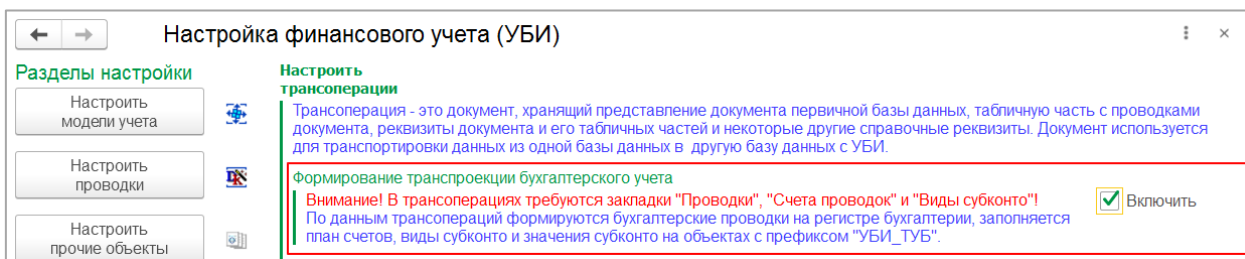 Настройка финансового учета (УБИ)
Разделы настройки
Настроить
модели учета
Настроить
проводки
Настроить
прочие объекты
Настроить
трансоперации
Трансоперация - это документ, хранящий представление документа первичной базы данных, табличную часть с проводками
документа, реквизиты документа и его табличных частей и некоторые другие справочные реквизиты. Документ используется
для транспортировки данных из одной базы данных в другую базу данных с УБИ.
Формирование транспроекции бухгалтерского учета
Внимание! В трансоперациях требуются закладки "Проводки", "Счета проводок" и "Виды субконто"!
Включить
По данным трансопераций формируются бухгалтерские проводки на регистре бухгалтерии, заполняется
план счетов, виды субконто и значения субконто на объектах с префиксом "УБИ_ТУБ".